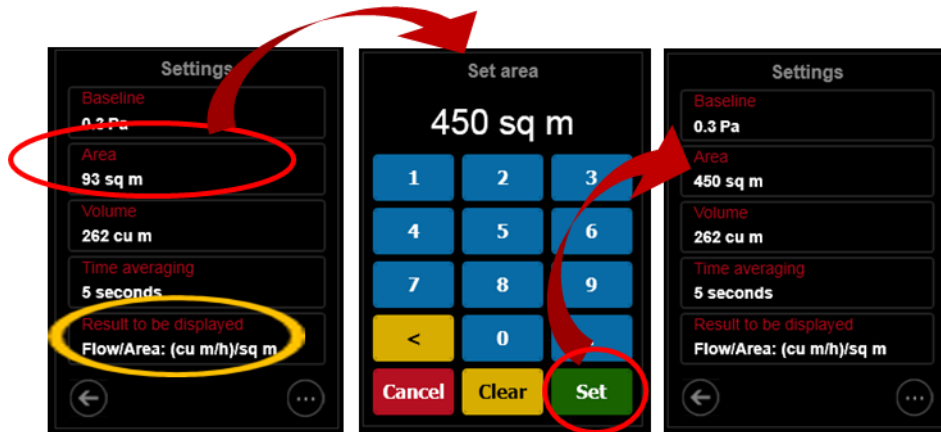 Settings
Baseline
0.3 Pa
Area
93 sq m
Volume
262 cu m
Time averaging
5 seconds
Result to be displayed
Flow/Area: (cu m/h)/sq m
Set area
450 sq m
1 2 3
4 5 6
7 8 9
< 0
Cancel Clear Set
Settings
Baseline
0.3 Pa
Area
450 sq m
Volume
262 cu m
Time averaging
5 seconds
Result to be displayed
Flow/Area: (cu m/h)/sq m